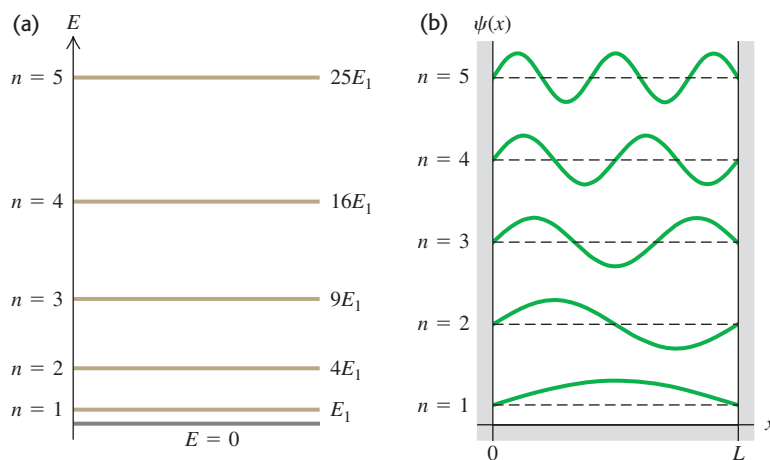 (a)
E
n = 5 25E₁
n = 4 16E₁
n = 3 9E₁
n = 2 4E₁
n = 1 E₁
E = 0
(b)
ψ(x)
n = 5
n = 4
n = 3
n = 2
n = 1
x
0 L